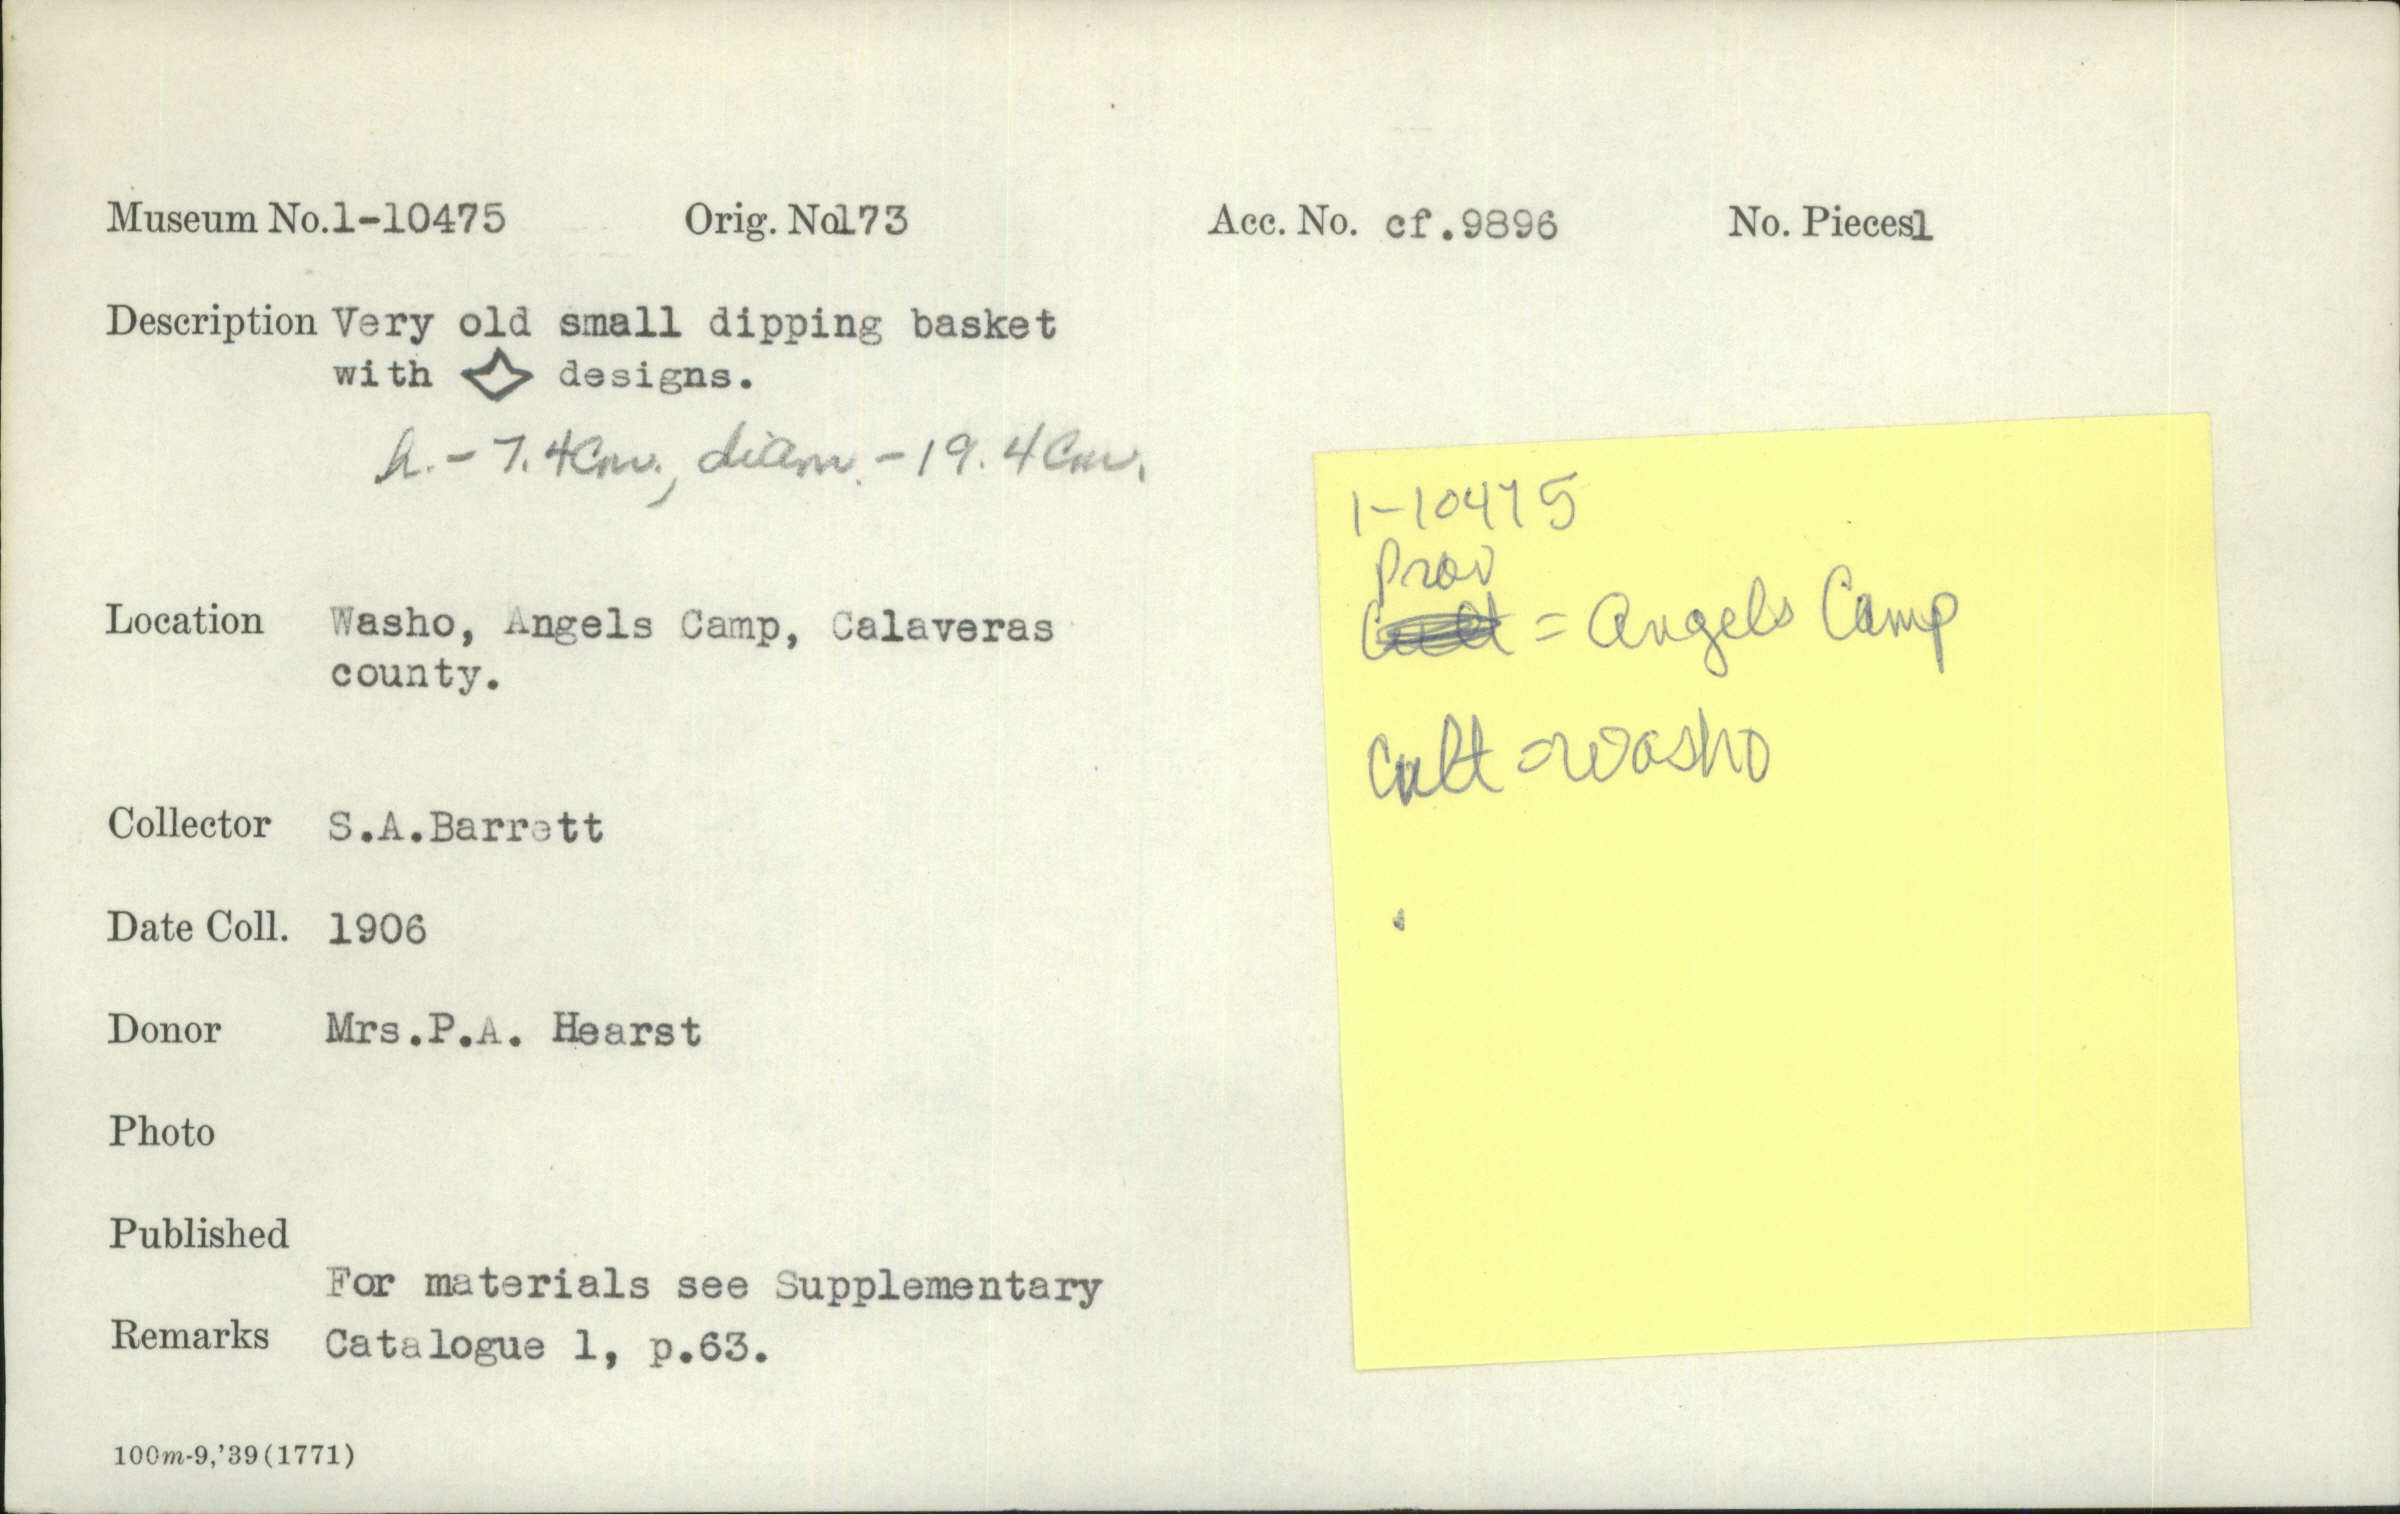 Museum No.1-10475 Orig. No173 Acc. No. cf.9896 No. Pieces1
Description Very old small dipping basket
with designs.
h. - 7.4cm., diam. - 19.4cm.
Location Washo, Angels Camp, Calaveras
county.
Collector S.A.Barrett
Date Coll. 1906
Donor Mrs.P.A. Hearst
Photo
Published
For materials see Supplementary
Remarks Catalogue 1, p.63.
100m-9,'39(1771)
1-10475
Prov
= Angels Camp
Cult = Washo